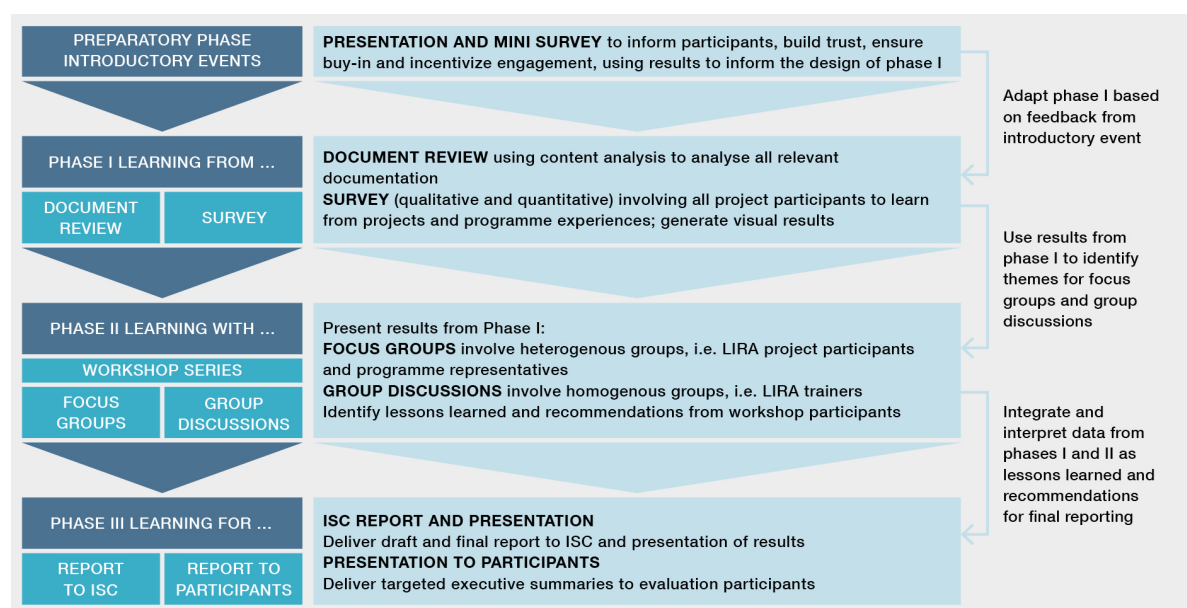 PREPARATORY PHASE
INTRODUCTORY EVENTS
PRESENTATION AND MINI SURVEY to inform participants, build trust, ensure
buy-in and incentivize engagement, using results to inform the design of phase I
Adapt phase I based
on feedback from
introductory event
PHASE I LEARNING FROM ...
DOCUMENT
REVIEW
SURVEY
DOCUMENT REVIEW using content analysis to analyse all relevant
documentation
SURVEY (qualitative and quantitative) involving all project participants to learn
from projects and programme experiences; generate visual results
Use results from
phase I to identify
themes for focus
groups and group
discussions
PHASE II LEARNING WITH ...
WORKSHOP SERIES
FOCUS
GROUPS
GROUP
DISCUSSIONS
Present results from Phase I:
FOCUS GROUPS involve heterogenous groups, i.e. LIRA project participants
and programme representatives
GROUP DISCUSSIONS involve homogenous groups, i.e. LIRA trainers
Identify lessons learned and recommendations from workshop participants
Integrate and
interpret data from
phases I and II as
lessons learned and
recommendations
for final reporting
PHASE III LEARNING FOR ...
REPORT
TO ISC
REPORT TO
PARTICIPANTS
ISC REPORT AND PRESENTATION
Deliver draft and final report to ISC and presentation of results
PRESENTATION TO PARTICIPANTS
Deliver targeted executive summaries to evaluation participants